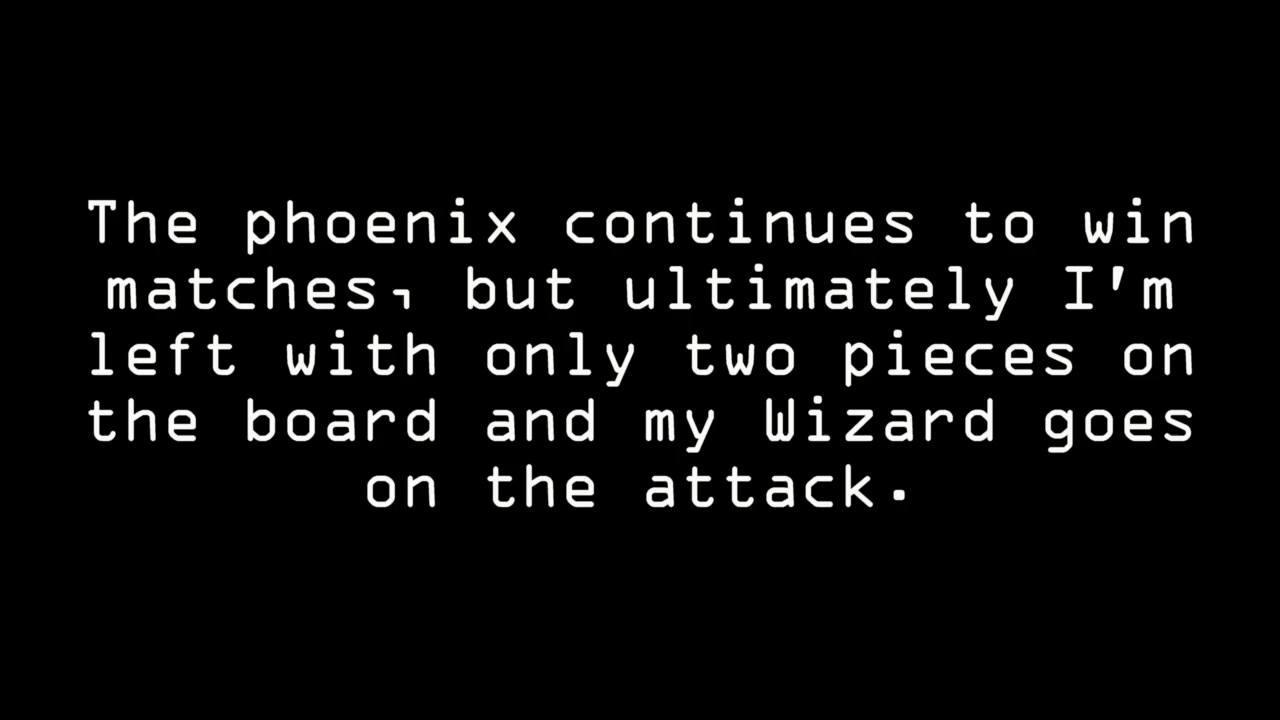 The phoenix continues to win
matches, but ultimately I'm
left with only two pieces on
the board and my Wizard goes
on the attack.